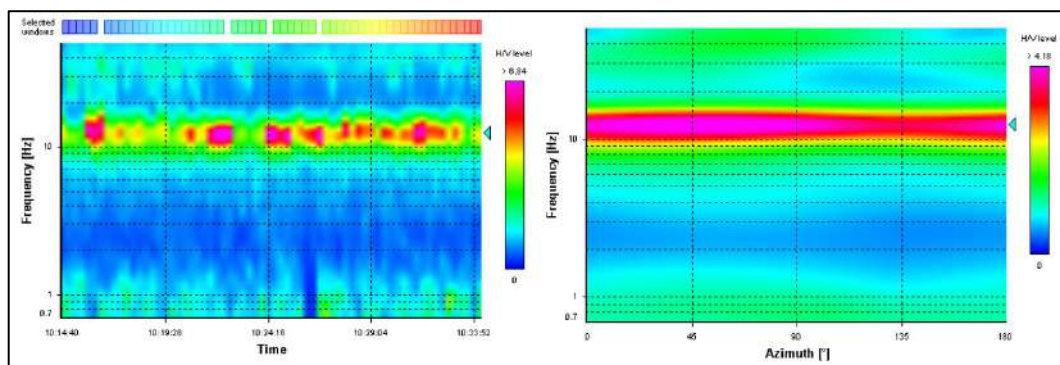 Selected
windows
H/V level
> 6.84
Frequency [Hz]
10
1
0.7
0
10:14:40
10:19:28
10:24:16
10:29:04
10:33:52
Time
H/V level
> 4.18
Frequency [Hz]
10
1
0.7
0
0
45
90
135
180
Azimuth [°]